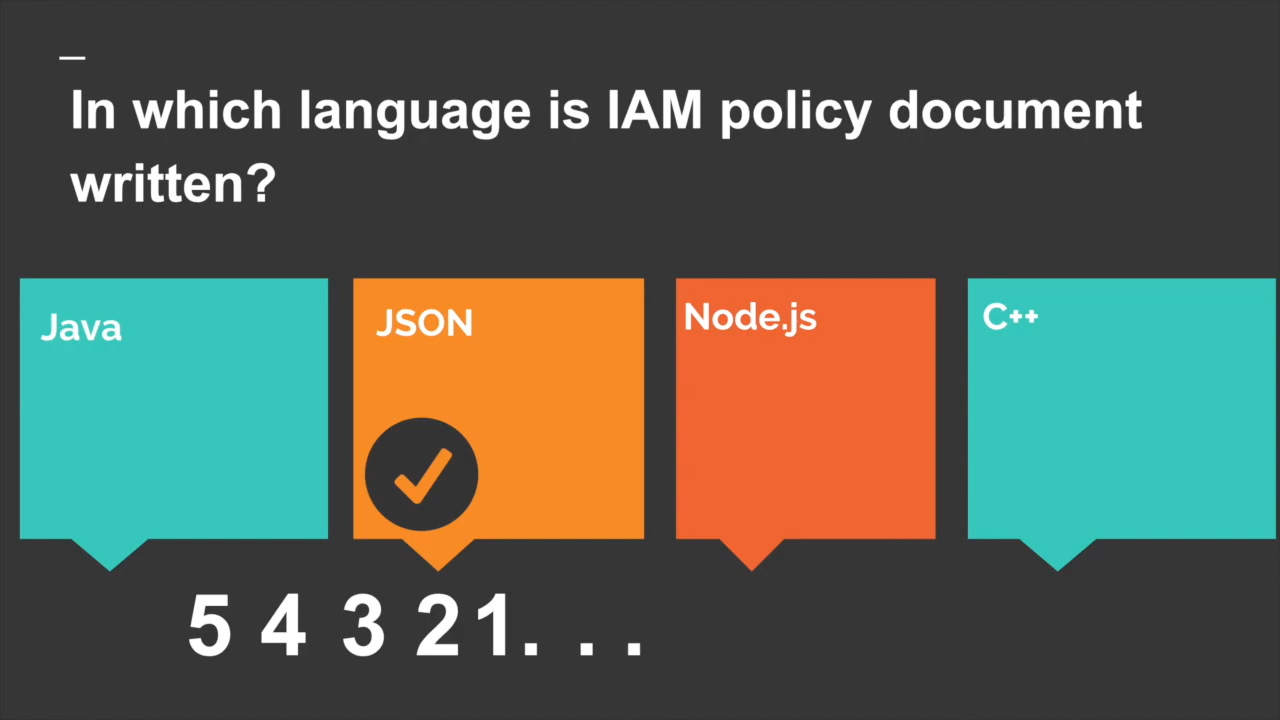 In which language is IAM policy document
written?
Java
JSON
Node.js
C++
5 4 3 21. . .